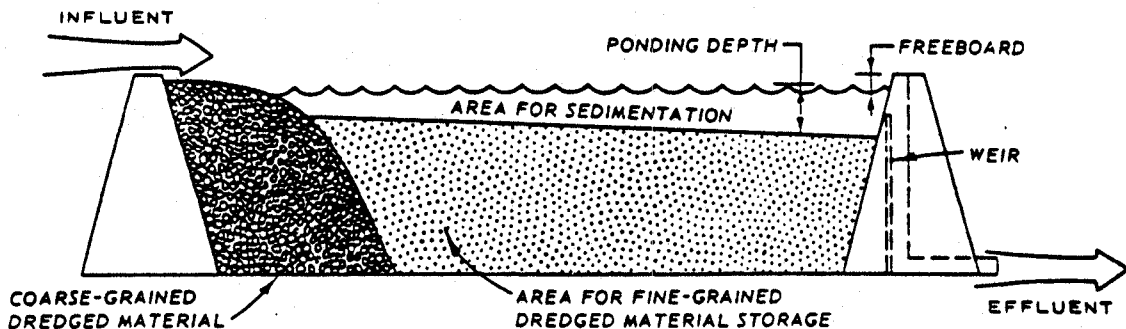 INFLUENT
PONDING DEPTH
FREEBOARD
AREA FOR SEDIMENTATION
WEIR
COARSE-GRAINED
DREDGED MATERIAL
AREA FOR FINE-GRAINED
DREDGED MATERIAL STORAGE
EFFLUENT